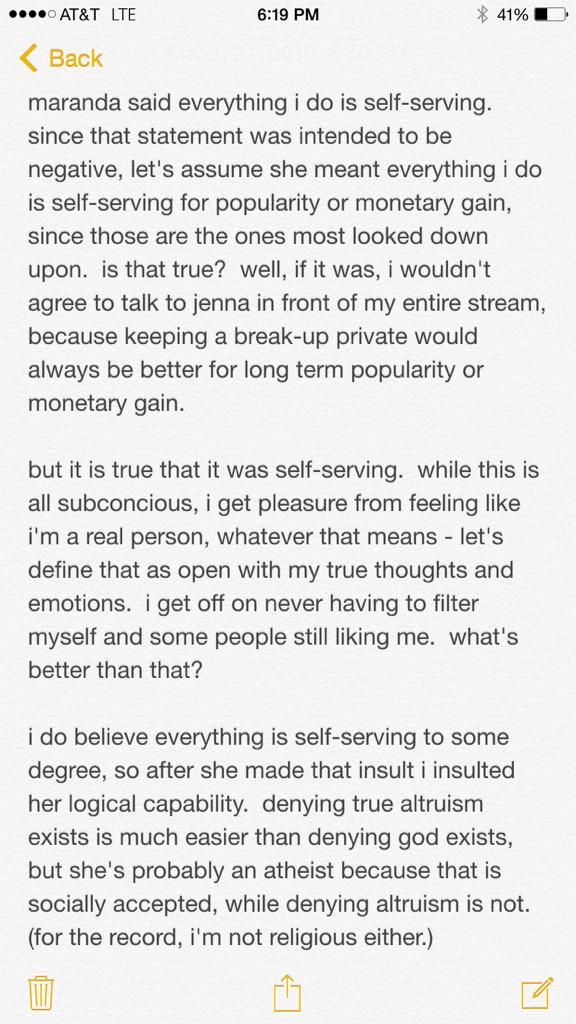 AT&T LTE 6:19 PM 41%
Back
maranda said everything i do is self-serving.
since that statement was intended to be
negative, let's assume she meant everything i do
is self-serving for popularity or monetary gain,
since those are the ones most looked down
upon.  is that true?  well, if it was, i wouldn't
agree to talk to jenna in front of my entire stream,
because keeping a break-up private would
always be better for long term popularity or
monetary gain.
but it is true that it was self-serving.  while this is
all subconcious, i get pleasure from feeling like
i'm a real person, whatever that means - let's
define that as open with my true thoughts and
emotions.  i get off on never having to filter
myself and some people still liking me.  what's
better than that?
i do believe everything is self-serving to some
degree, so after she made that insult i insulted
her logical capability.  denying true altruism
exists is much easier than denying god exists,
but she's probably an atheist because that is
socially accepted, while denying altruism is not.
(for the record, i'm not religious either.)